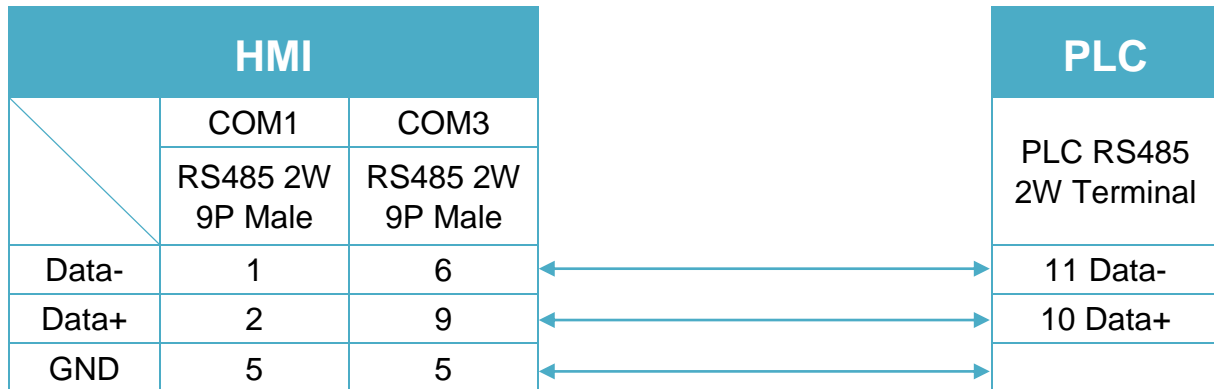 HMI PLC
COM1 COM3
RS485 2W RS485 2W
9P Male 9P Male
PLC RS485
2W Terminal
Data- 1 6 11 Data-
Data+ 2 9 10 Data+
GND 5 5